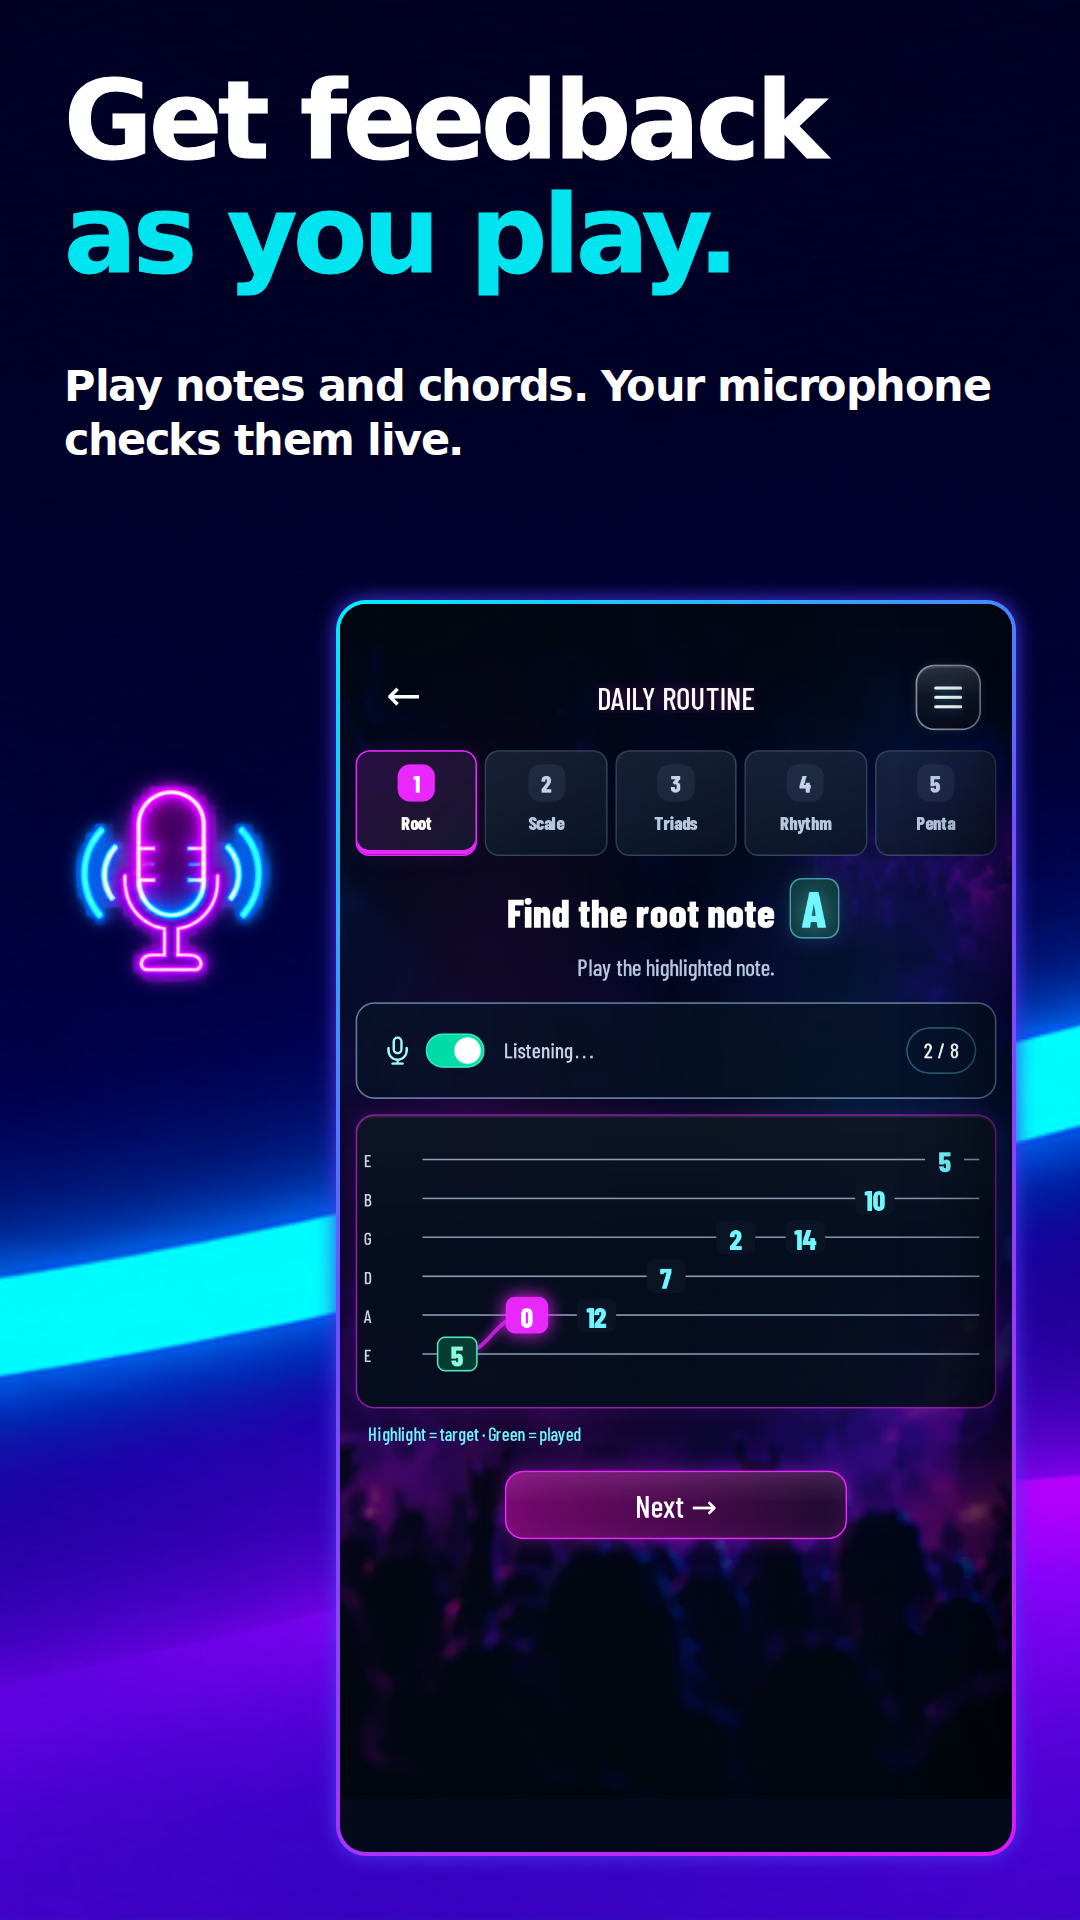 Get feedback
as you play.
Play notes and chords. Your microphone
checks them live.
← DAILY ROUTINE
1 2 3 4 5
Root Scale Triads Rhythm Penta
Find the root note A
Play the highlighted note.
Listening... 2 / 8
E 5
B 10
G 2 14
D 7
A 0 12
E 5
Highlight = target · Green = played
Next →